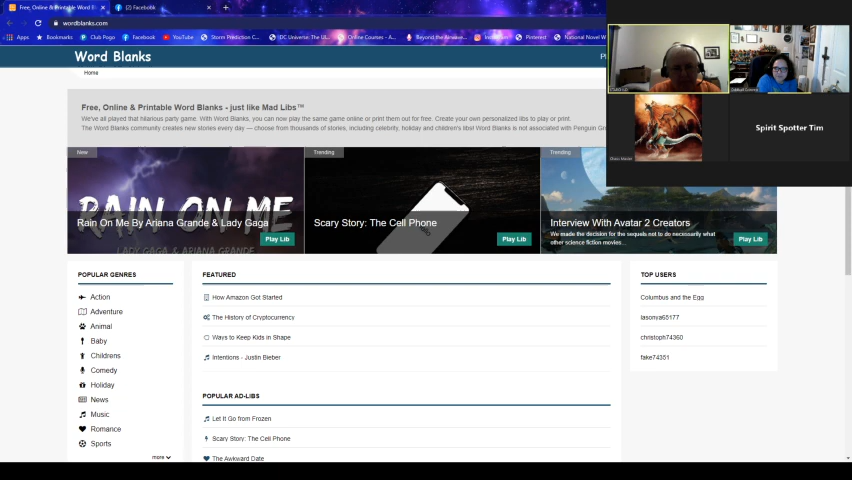 Free, Online & Printable Word Bl
(2) Facebook
wordblanks.com
Apps
Bookmarks
Club Pogo
Facebook
YouTube
Storm Prediction C...
DC Universe: The Ul...
Online Courses - A...
Beyond the Airwave...
Pinterest
National Novel W
Word Blanks
Home
Free, Online & Printable Word Blanks - just like Mad Libs™
We've all played that hilarious party game. With Word Blanks, you can now play the same game online or print them out for free. Create your own personalized libs to play or print.
The Word Blanks community creates new stories every day — choose from thousands of stories, including celebrity, holiday and children's libs! Word Blanks is not associated with Penguin Gr
Spirit Spotter Tim
New
RAIN ON ME
Rain On Me By Ariana Grande & Lady Gaga
Play Lib
LADY GAGA & ARIANA GRANDE
Trending
Scary Story: The Cell Phone
Play Lib
Trending
Interview With Avatar 2 Creators
We made the decision for the sequels not to do necessarily what
other science fiction movies...
Play Lib
POPULAR GENRES
Action
Adventure
Animal
Baby
Childrens
Comedy
Holiday
News
Music
Romance
Sports
more
FEATURED
How Amazon Got Started
The History of Cryptocurrency
Ways to Keep Kids in Shape
Intentions - Justin Bieber
POPULAR AD-LIBS
Let It Go from Frozen
Scary Story: The Cell Phone
The Awkward Date
TOP USERS
Columbus and the Egg
lasonya65177
christoph74360
fake74351